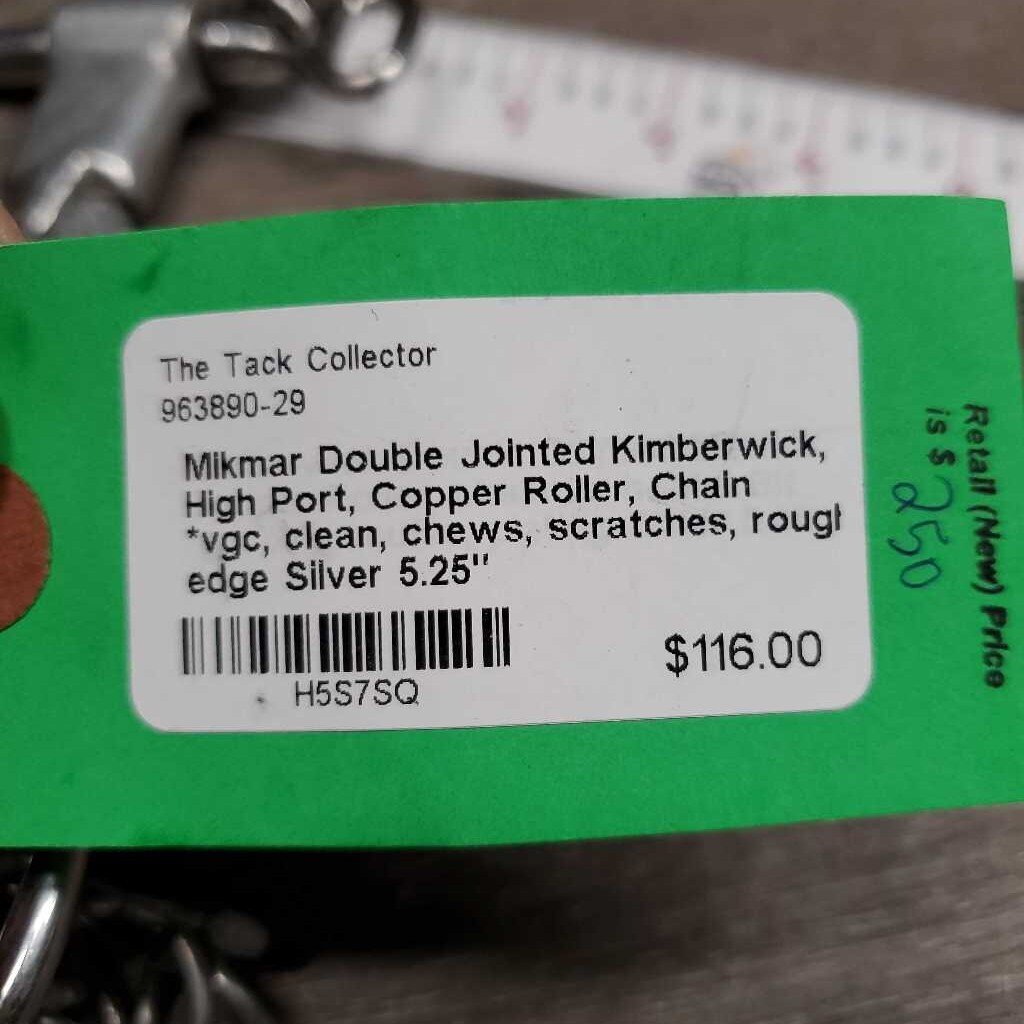 The Tack Collector
963890-29
Mikmar Double Jointed Kimberwick,
High Port, Copper Roller, Chain
*vgc, clean, chews, scratches, rough
edge Silver 5.25"
$116.00
H5S7SQ
Retail (New) Price
is $ 250